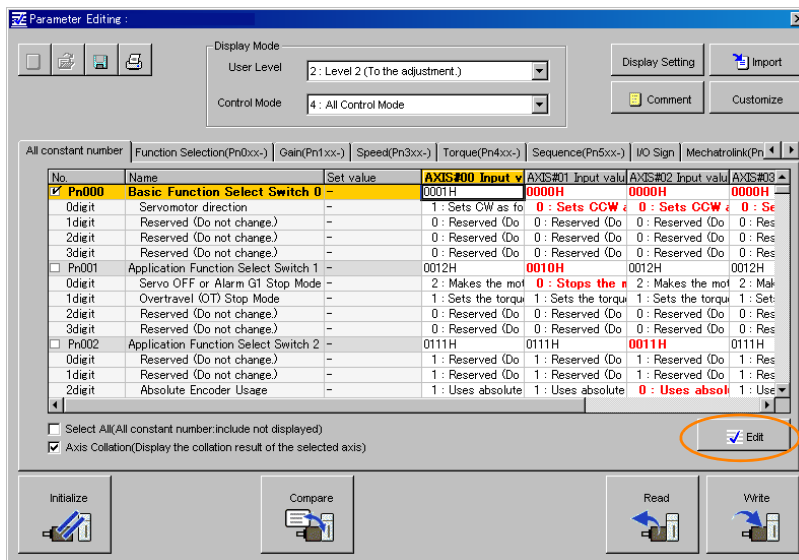 Parameter Editing :
Display Mode
User Level
2 : Level 2 (To the adjustment.)
Control Mode
4 : All Control Mode
Display Setting
Import
Comment
Customize
All constant number
Function Selection(Pn0xx-)
Gain(Pn1xx-)
Speed(Pn3xx-)
Torque(Pn4xx-)
Sequence(Pn5xx-)
I/O Sign
Mechatrolink(Pn
No. Name Set value AXIS#00 Input v AXIS#01 Input valu AXIS#02 Input valu AXIS#03
Pn000 Basic Function Select Switch 0 - 0001H 0000H 0000H 0000H
0digit Servomotor direction - 1 : Sets CW as fo 0 : Sets CCW a 0 : Sets CCW a 0 : Se
1digit Reserved (Do not change.) - 0 : Reserved (Do 0 : Reserved (Do 0 : Reserved (Do 0 : Res
2digit Reserved (Do not change.) - 0 : Reserved (Do 0 : Reserved (Do 0 : Reserved (Do 0 : Res
3digit Reserved (Do not change.) - 0 : Reserved (Do 0 : Reserved (Do 0 : Reserved (Do 0 : Res
Pn001 Application Function Select Switch 1 - 0012H 0010H 0012H 0012H
0digit Servo OFF or Alarm G1 Stop Mode - 2 : Makes the mot 0 : Stops the m 2 : Makes the mot 2 : Mak
1digit Overtravel (OT) Stop Mode - 1 : Sets the torqu 1 : Sets the torqu 1 : Sets the torqu 1 : Set
2digit Reserved (Do not change.) - 0 : Reserved (Do 0 : Reserved (Do 0 : Reserved (Do 0 : Res
3digit Reserved (Do not change.) - 0 : Reserved (Do 0 : Reserved (Do 0 : Reserved (Do 0 : Res
Pn002 Application Function Select Switch 2 - 0111H 0111H 0011H 0111H
0digit Reserved (Do not change.) - 1 : Reserved (Do 1 : Reserved (Do 1 : Reserved (Do 1 : Res
1digit Reserved (Do not change.) - 1 : Reserved (Do 1 : Reserved (Do 1 : Reserved (Do 1 : Res
2digit Absolute Encoder Usage - 1 : Uses absolute 1 : Uses absolute 0 : Uses absol 1 : Use
Select All(All constant number:include not displayed)
Axis Collation(Display the collation result of the selected axis)
Edit
Initialize
Compare
Read
Write